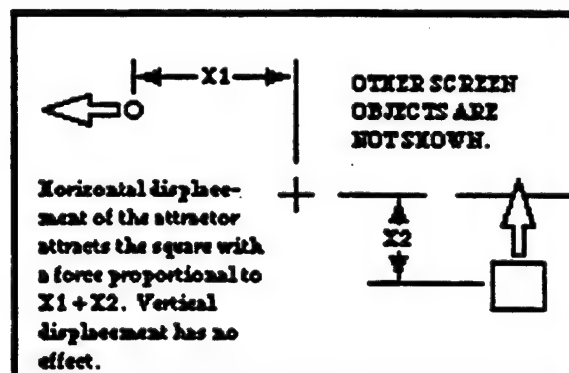 X1
OTHER SCREEN
OBJECTS ARE
NOT SHOWN.
Horizontal displace-
ment of the attractor
attracts the square with
a force proportional to
X1 + X2. Vertical
displacement has no
effect.
X2